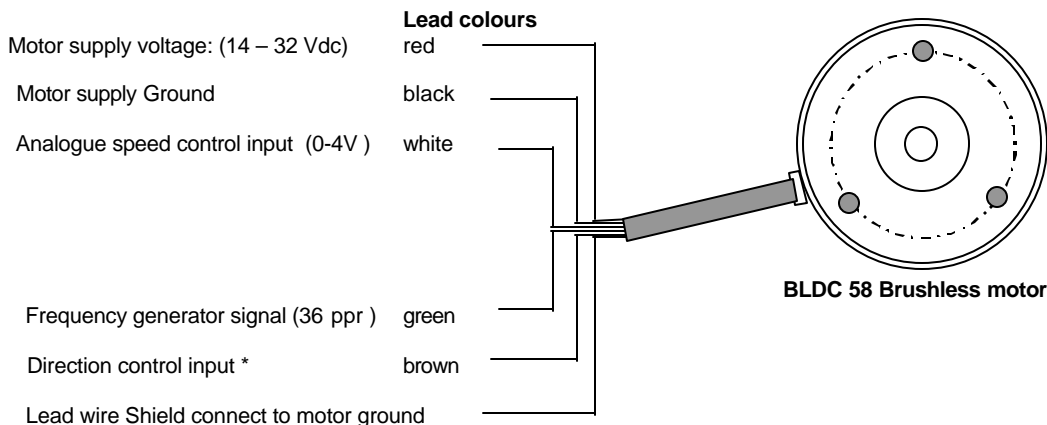 Lead colours
Motor supply voltage: (14 – 32 Vdc) red
Motor supply Ground black
Analogue speed control input (0-4V ) white
BLDC 58 Brushless motor
Frequency generator signal (36 ppr ) green
Direction control input * brown
Lead wire Shield connect to motor ground